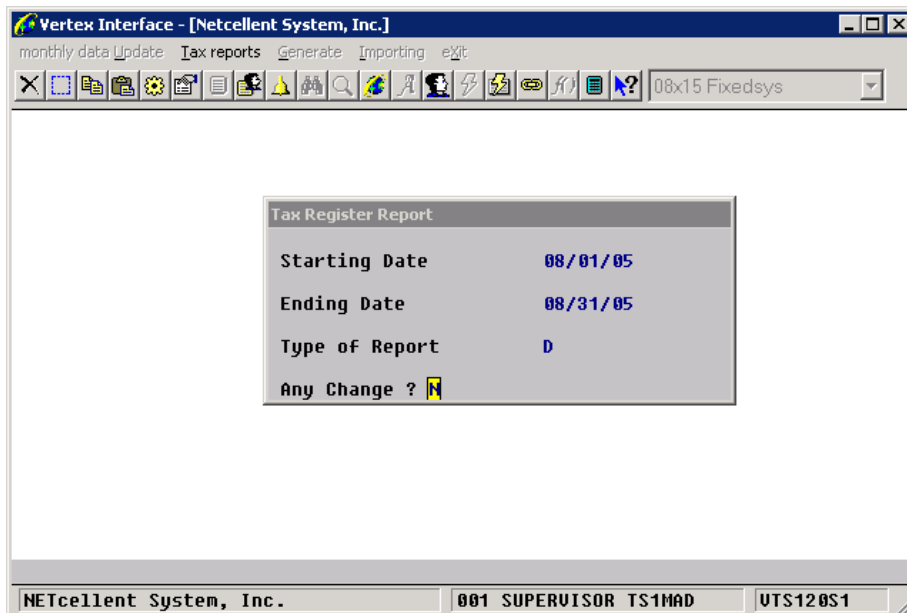 Vertex Interface - [Netcellent System, Inc.]
monthly data Update Tax reports Generate Importing eXit
08x15 Fixedsys
Tax Register Report
Starting Date 08/01/05
Ending Date 08/31/05
Type of Report D
Any Change ? N
NETcellent System, Inc. 001 SUPERVISOR TS1MAD VTS120S1